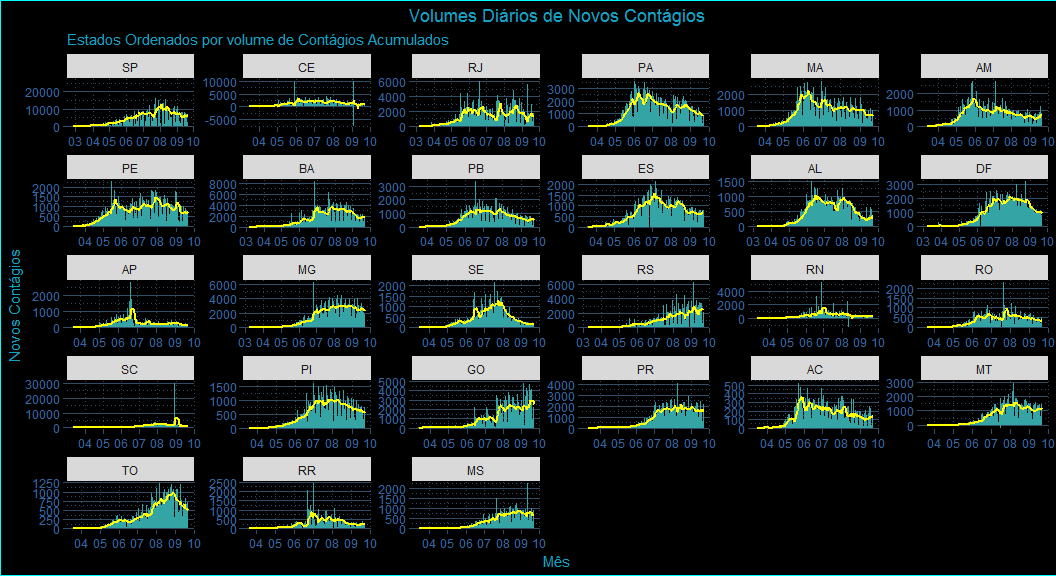 Volumes Diários de Novos Contágios
Estados Ordenados por volume de Contágios Acumulados
SP CE RJ PA MA AM
20000 10000 0
10000 5000 0 -5000
6000 4000 2000 0
3000 2000 1000 0
2000 1000 0
2000 1000 0
03 04 05 06 07 08 09 10
04 05 06 07 08 09 10
04 05 06 07 08 09 10
04 05 06 07 08 09 10
04 05 06 07 08 09 10
04 05 06 07 08 09 10
PE BA PB ES AL DF
2000 1500 1000 500 0
8000 6000 4000 2000 0
3000 2000 1000 0
2000 1500 1000 500 0
1500 1000 500 0
3000 2000 1000 0
04 05 06 07 08 09 10
03 04 05 06 07 08 09 10
04 05 06 07 08 09 10
04 05 06 07 08 09 10
03 04 05 06 07 08 09 10
03 04 05 06 07 08 09 10
AP MG SE RS RN RO
2000 1000 0
6000 4000 2000 0
2000 1500 1000 500 0
6000 4000 2000 0
4000 2000 0
2000 1500 1000 500 0
04 05 06 07 08 09 10
03 04 05 06 07 08 09 10
04 05 06 07 08 09 10
03 04 05 06 07 08 09 10
04 05 06 07 08 09 10
04 05 06 07 08 09 10
SC PI GO PR AC MT
30000 20000 10000 0
1500 1000 500 0
5000 4000 3000 2000 1000 0
4000 3000 2000 1000 0
500 400 300 200 100 0
3000 2000 1000 0
04 05 06 07 08 09 10
04 05 06 07 08 09 10
04 05 06 07 08 09 10
04 05 06 07 08 09 10
04 05 06 07 08 09 10
04 05 06 07 08 09 10
TO RR MS
1250 1000 750 500 250 0
2500 2000 1500 1000 500 0
2000 1500 1000 500 0
04 05 06 07 08 09 10
04 05 06 07 08 09 10
04 05 06 07 08 09 10
Novos Contágios
Mês